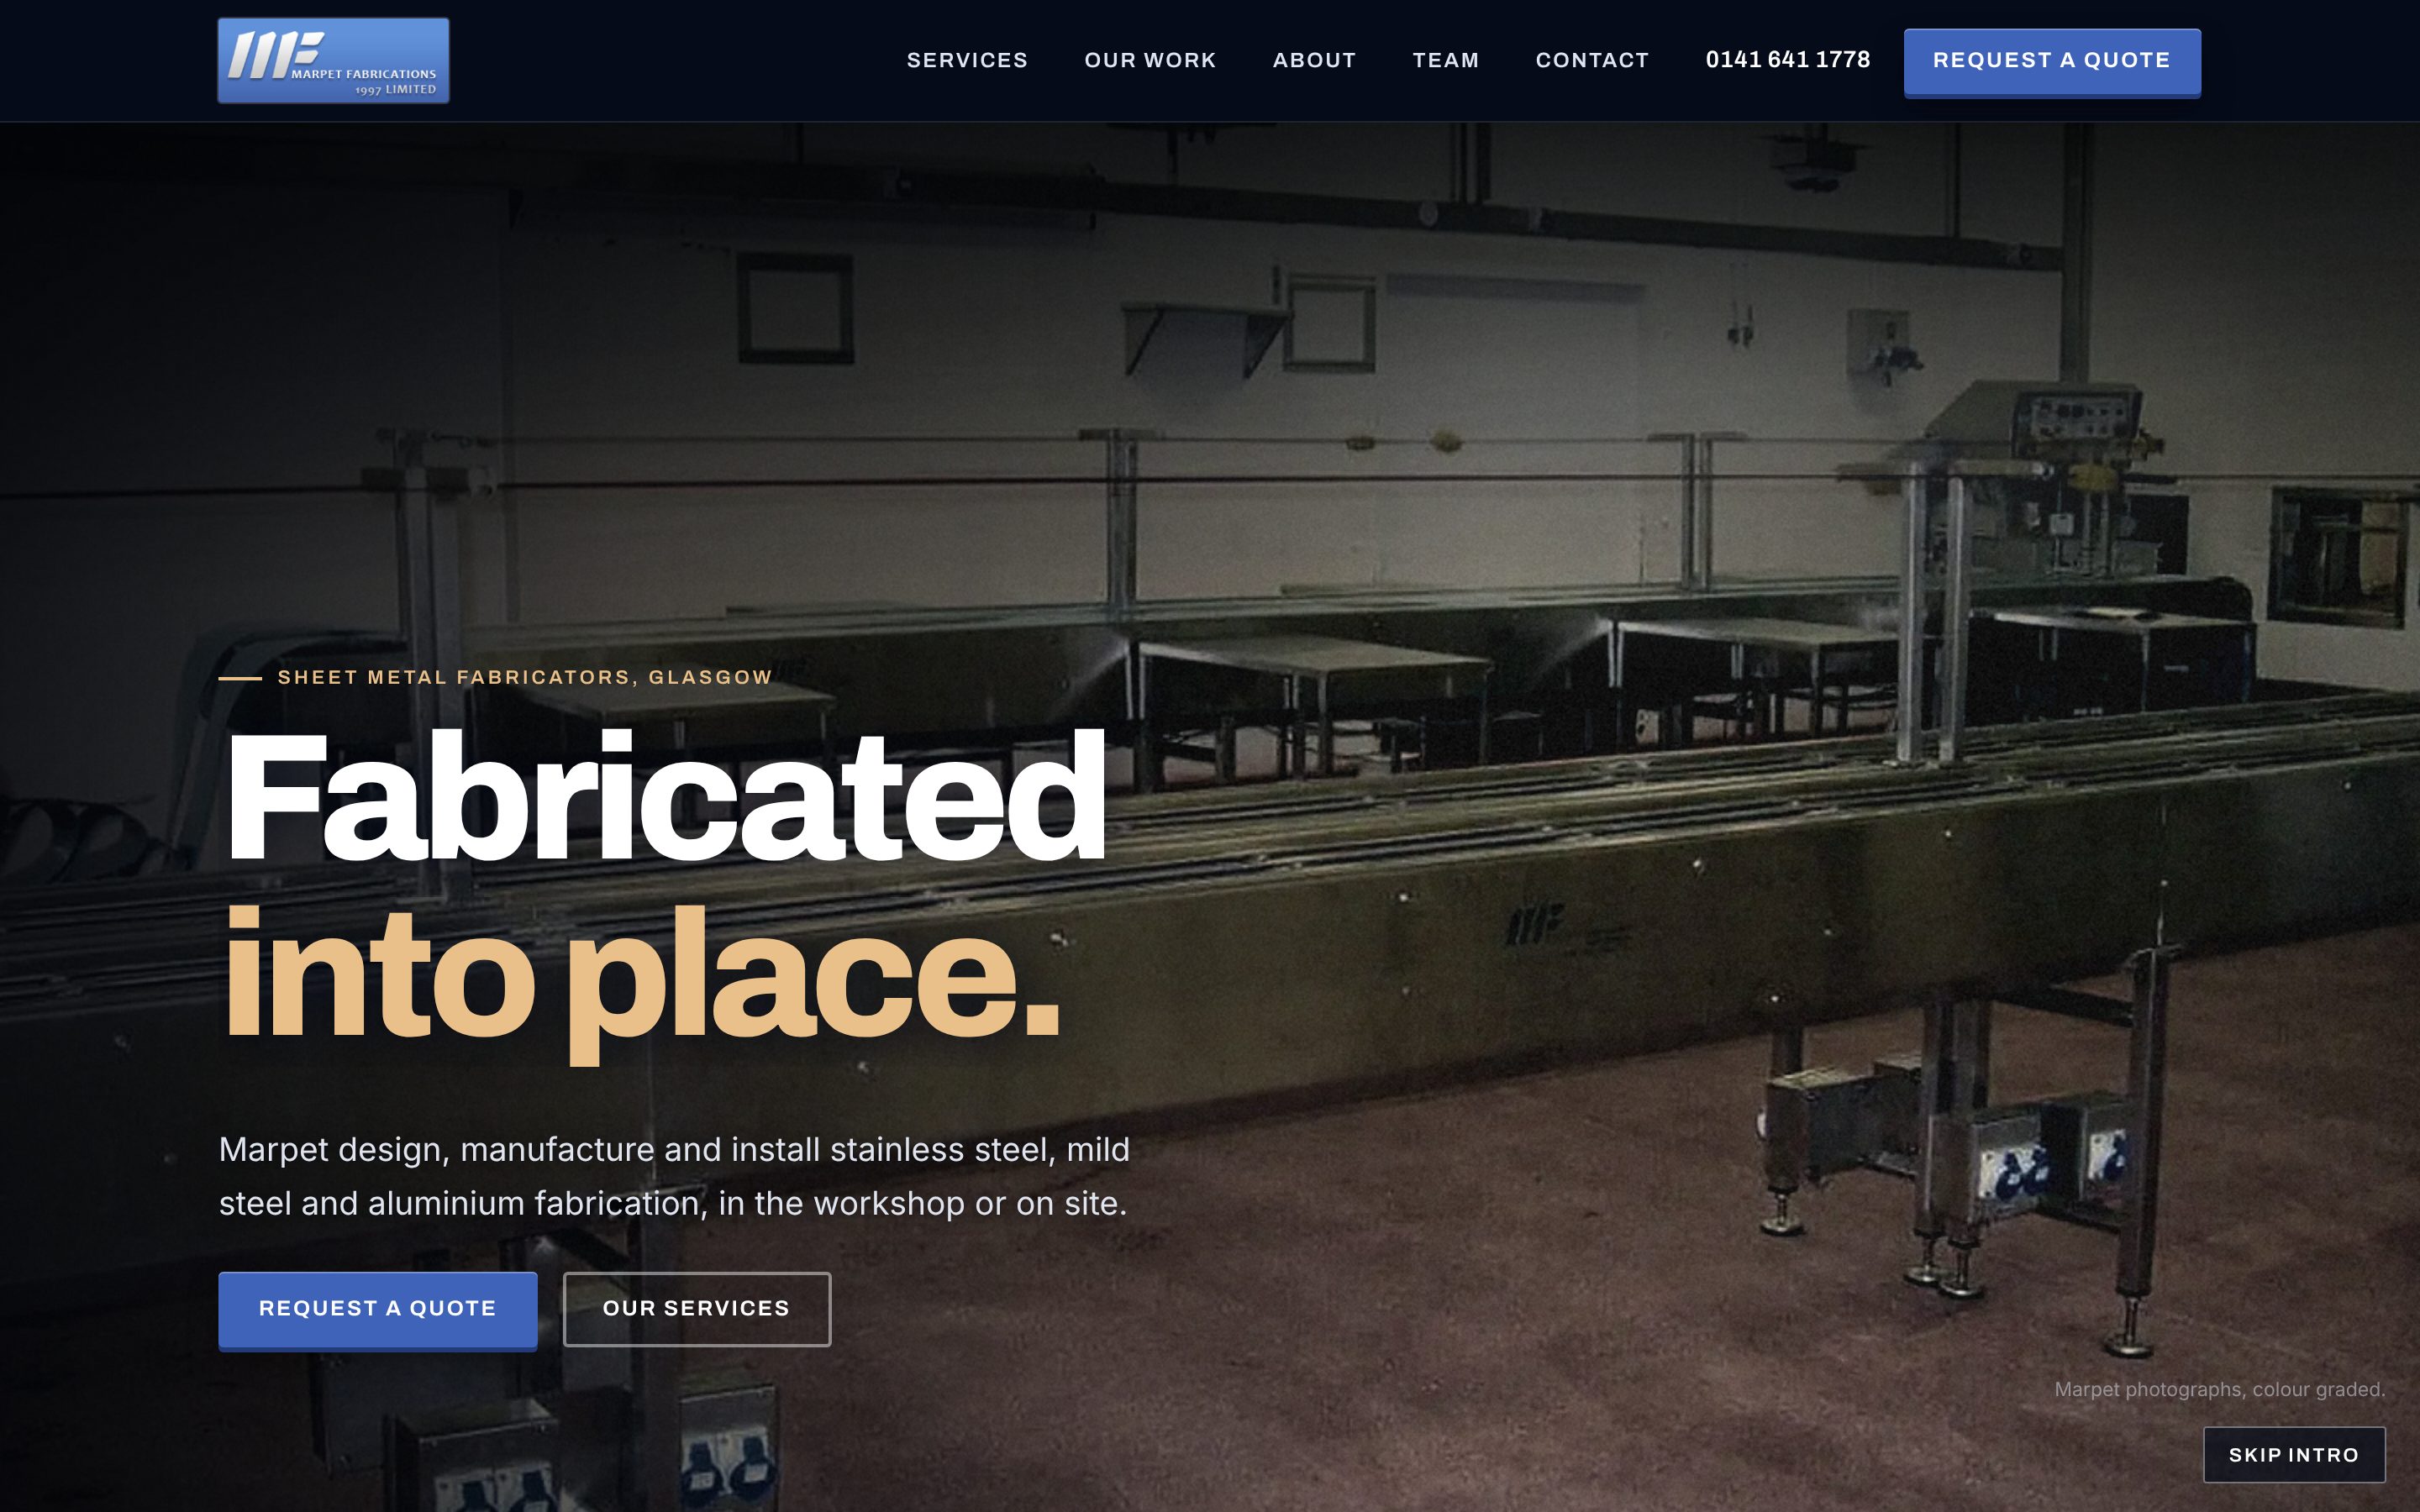 MF
MARPET FABRICATIONS
1997 LIMITED
SERVICES
OUR WORK
ABOUT
TEAM
CONTACT
0141 641 1778
REQUEST A QUOTE
SHEET METAL FABRICATORS, GLASGOW
Fabricated
into place.
Marpet design, manufacture and install stainless steel, mild
steel and aluminium fabrication, in the workshop or on site.
REQUEST A QUOTE
OUR SERVICES
MF
Marpet photographs, colour graded.
SKIP INTRO